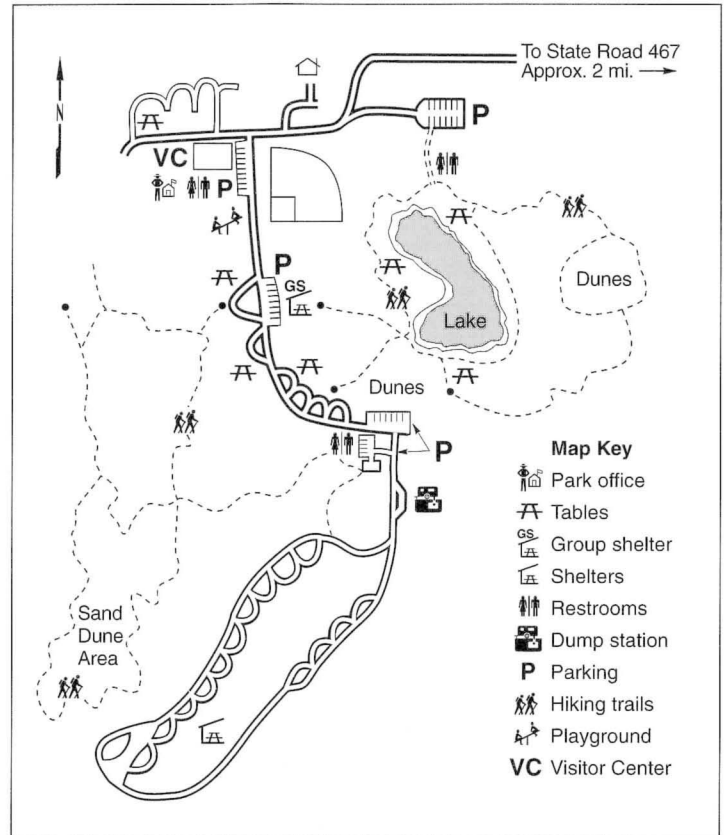 To State Road 467
Approx. 2 mi.
N
P
VC
P
P
GS
Dunes
Lake
Dunes
P
Map Key
Park office
Tables
GS
Group shelter
Shelters
Restrooms
Dump station
P Parking
Hiking trails
Playground
VC Visitor Center
Sand
Dune
Area